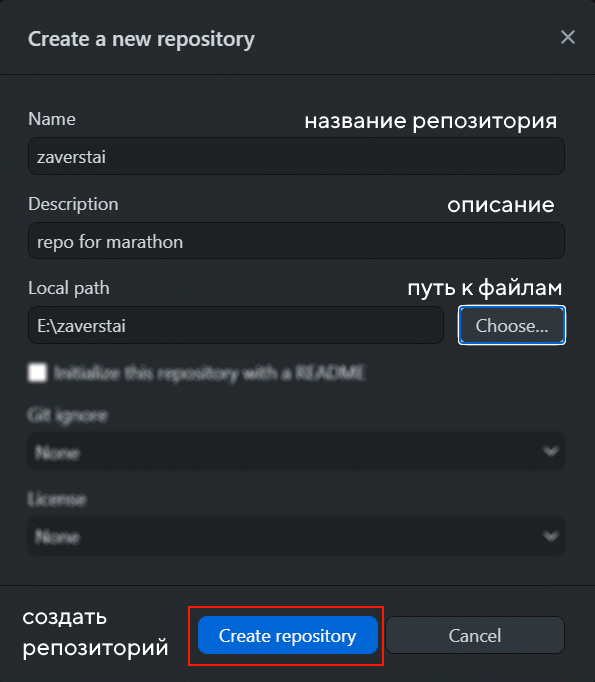 Create a new repository
Name
название репозитория
zaverstai
Description
описание
repo for marathon
Local path
путь к файлам
E:\zaverstai
Choose...
Initialize this repository with a README
Git ignore
None
License
None
создать
репозиторий
Create repository
Cancel